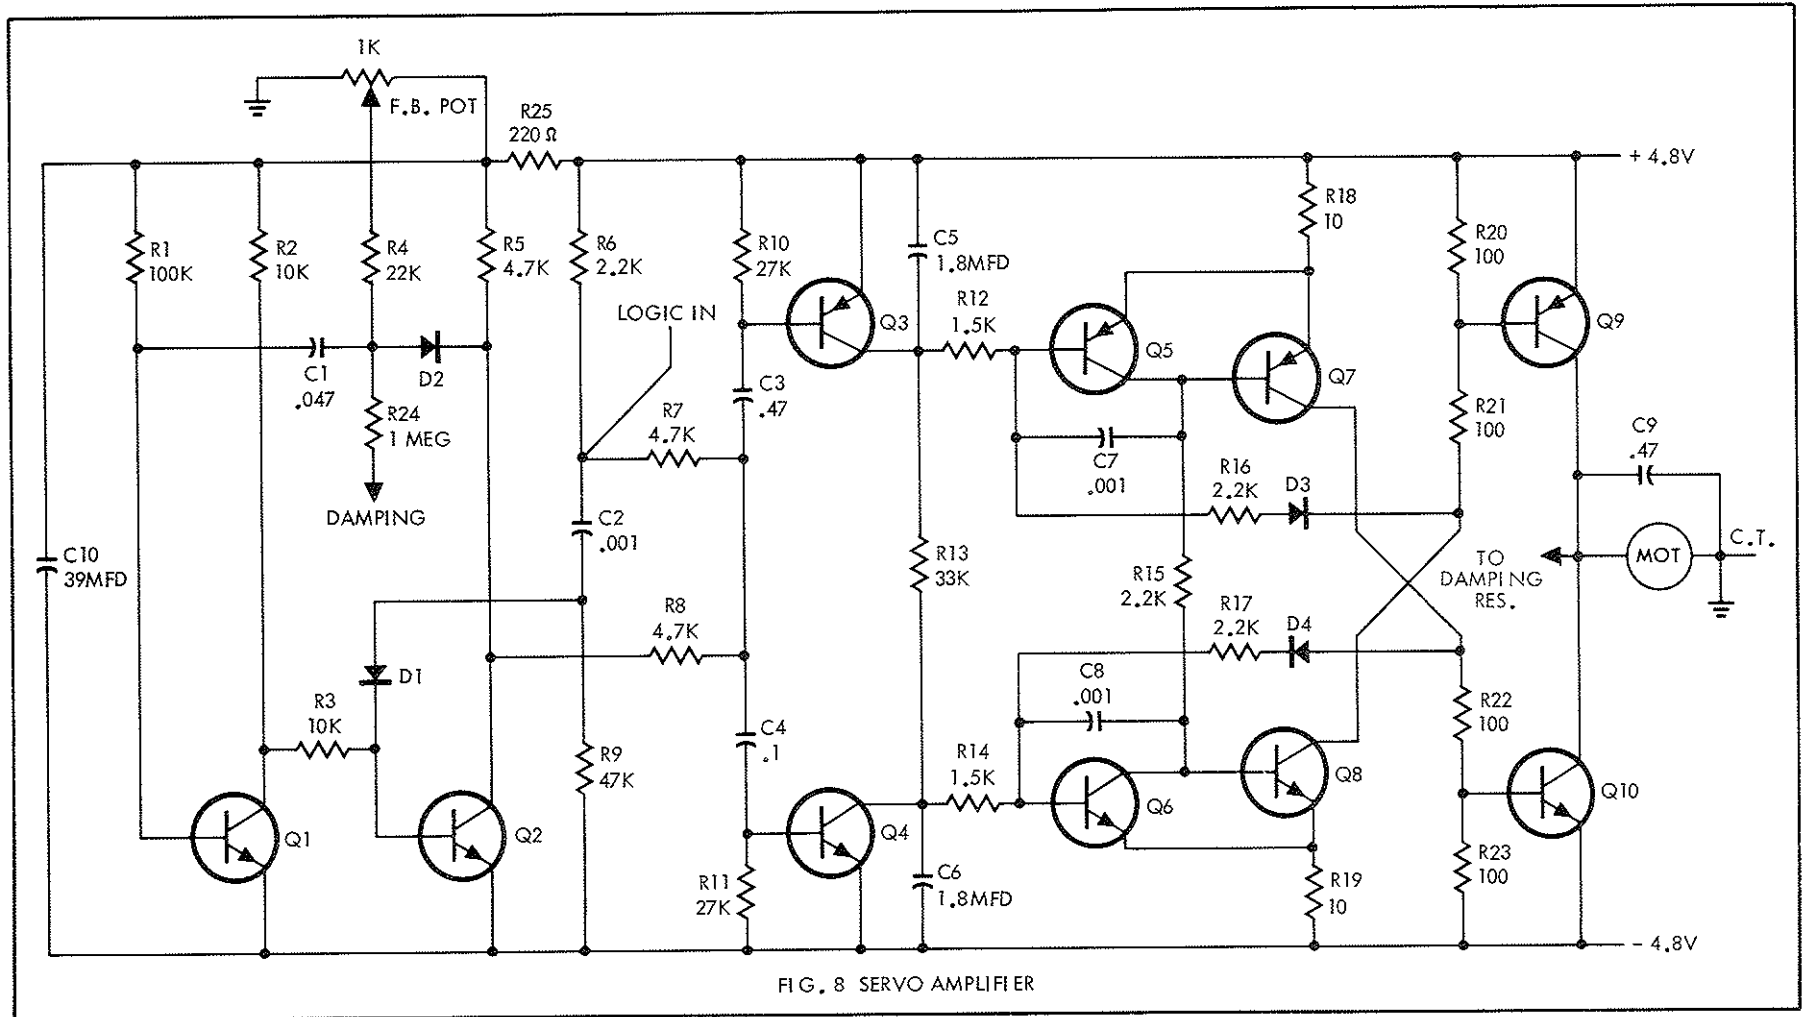 1K
F.B. POT
R25
220 Ω
+ 4.8V
R1
100K
R2
10K
R4
22K
R5
4.7K
R6
2.2K
R10
27K
C5
1.8MFD
R18
10
R20
100
LOGIC IN
Q3
R12
1.5K
Q5
Q7
Q9
C1
.047
D2
R24
1 MEG
DAMPING
R7
4.7K
C3
.47
C7
.001
R16
2.2K
D3
R21
100
C9
.47
C10
39MFD
C2
.001
R13
33K
R15
2.2K
TO
DAMPING
RES.
MOT
C.T.
R8
4.7K
R17
2.2K
D4
D1
R3
10K
R9
47K
C4
.1
C8
.001
R22
100
R14
1.5K
Q1
Q2
Q4
Q6
Q8
Q10
R11
27K
C6
1.8MFD
R19
10
R23
100
- 4.8V
FIG. 8 SERVO AMPLIFIER